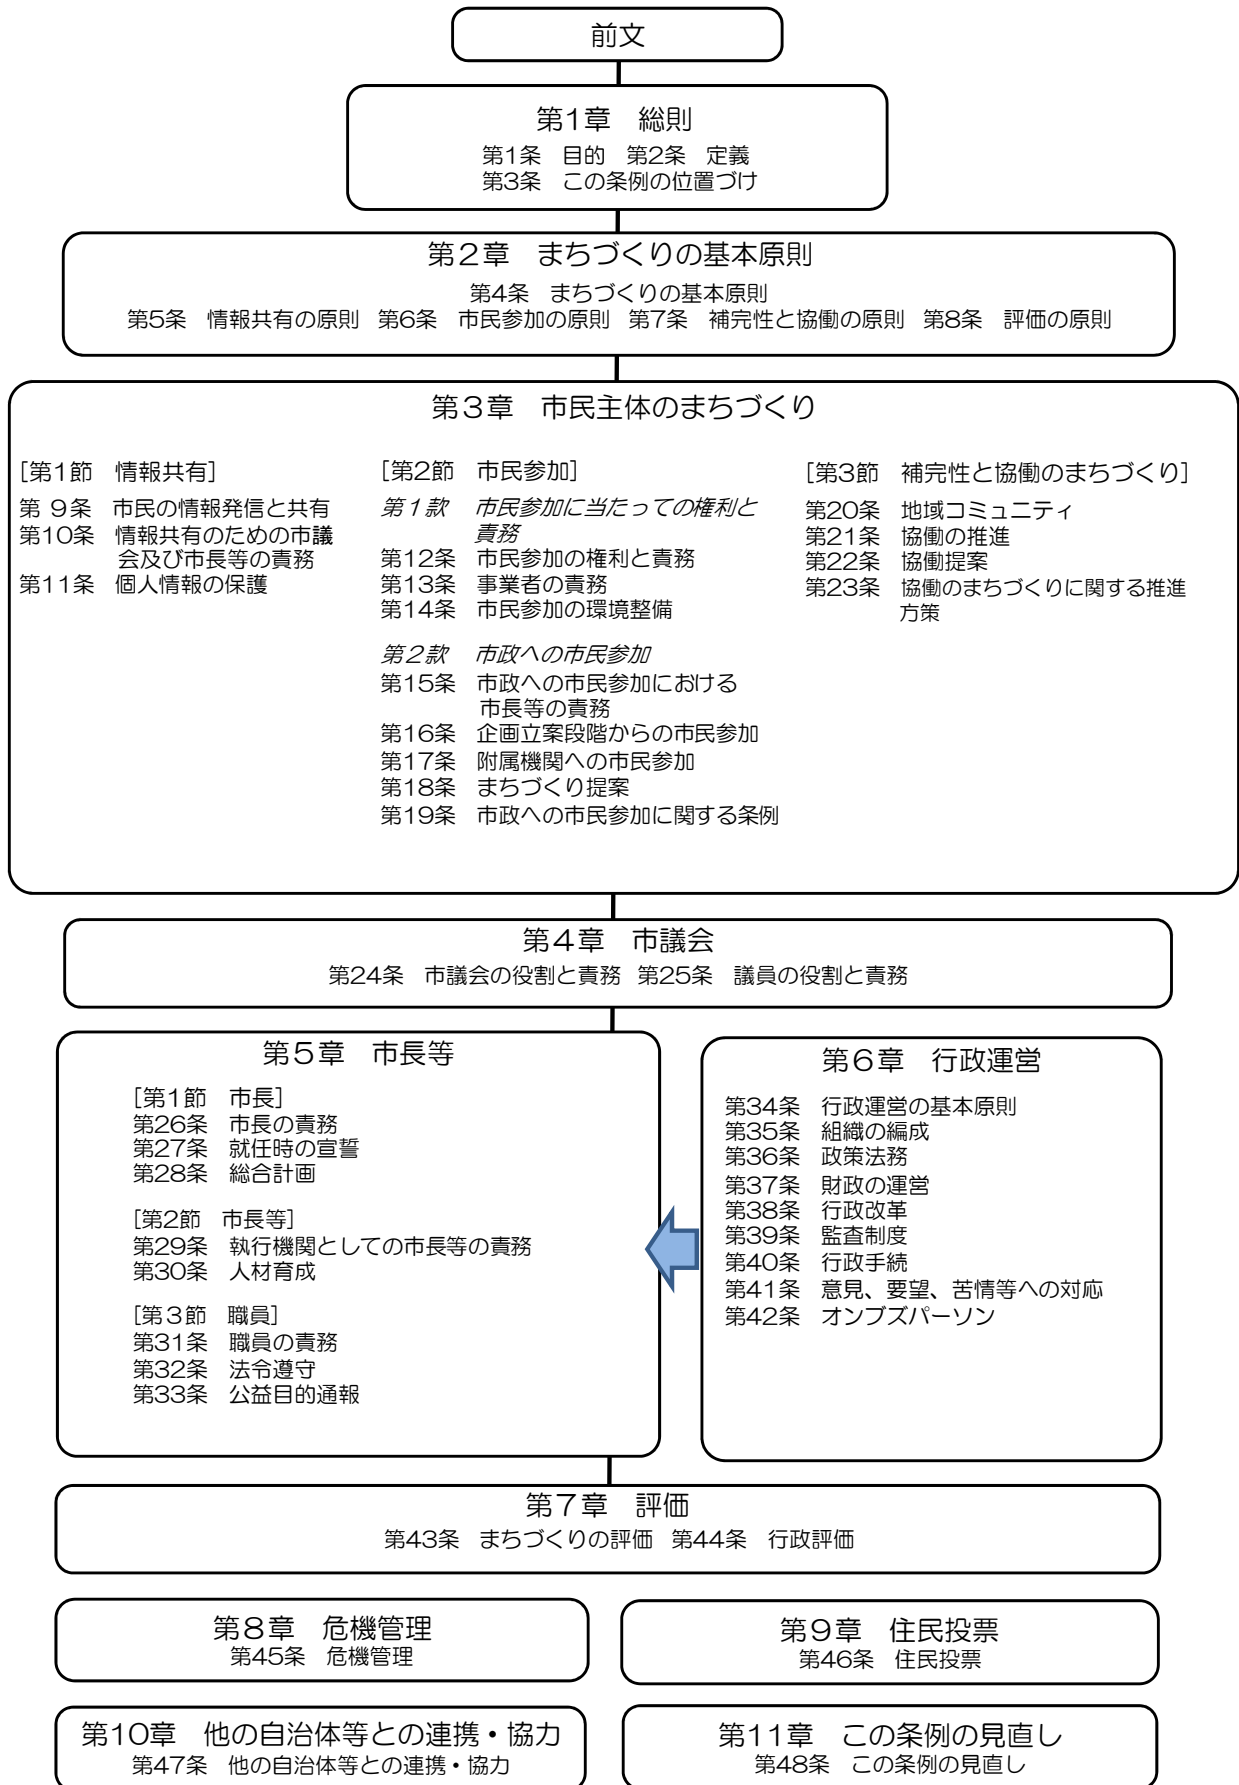 前文
第1章　総則
第1条　目的　第2条　定義
第3条　この条例の位置づけ
第２章　まちづくりの基本原則
第4条　まちづくりの基本原則
第5条　情報共有の原則　第6条　市民参加の原則　第7条　補完性と協働の原則　第8条　評価の原則
第３章　市民主体のまちづくり
[第1節　情報共有]
第 9条　市民の情報発信と共有
第10条　情報共有のための市議
会及び市長等の責務
第11条　個人情報の保護
[第2節　市民参加]
第１款　市民参加に当たっての権利と
責務
第12条　市民参加の権利と責務
第13条　事業者の責務
第14条　市民参加の環境整備
第２款　市政への市民参加
第15条　市政への市民参加における
市長等の責務
第16条　企画立案段階からの市民参加
第17条　附属機関への市民参加
第18条　まちづくり提案
第19条　市政への市民参加に関する条例
[第3節　補完性と協働のまちづくり]
第20条　地域コミュニティ
第21条　協働の推進
第22条　協働提案
第23条　協働のまちづくりに関する推進
方策
第４章　市議会
第24条　市議会の役割と責務　第25条　議員の役割と責務
第５章　市長等
[第1節　市長]
第26条　市長の責務
第27条　就任時の宣誓
第28条　総合計画
[第2節　市長等]
第29条　執行機関としての市長等の責務
第30条　人材育成
[第３節　職員]
第31条　職員の責務
第32条　法令遵守
第33条　公益目的通報
第６章　行政運営
第34条　行政運営の基本原則
第35条　組織の編成
第36条　政策法務
第37条　財政の運営
第38条　行政改革
第39条　監査制度
第40条　行政手続
第41条　意見、要望、苦情等への対応
第42条　オンブズパーソン
第７章　評価
第43条　まちづくりの評価　第44条　行政評価
第８章　危機管理
第45条　危機管理
第９章　住民投票
第46条　住民投票
第10章　他の自治体等との連携・協力
第47条　他の自治体等との連携・協力
第11章　この条例の見直し
第48条　この条例の見直し